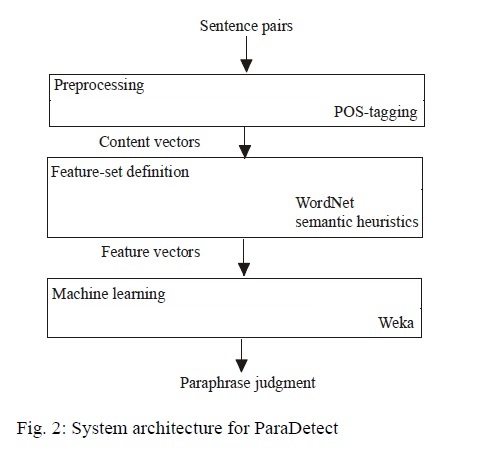 Sentence pairs
Preprocessing
POS-tagging
Content vectors
Feature-set definition
WordNet
semantic heuristics
Feature vectors
Machine learning
Weka
Paraphrase judgment
Fig. 2: System architecture for ParaDetect